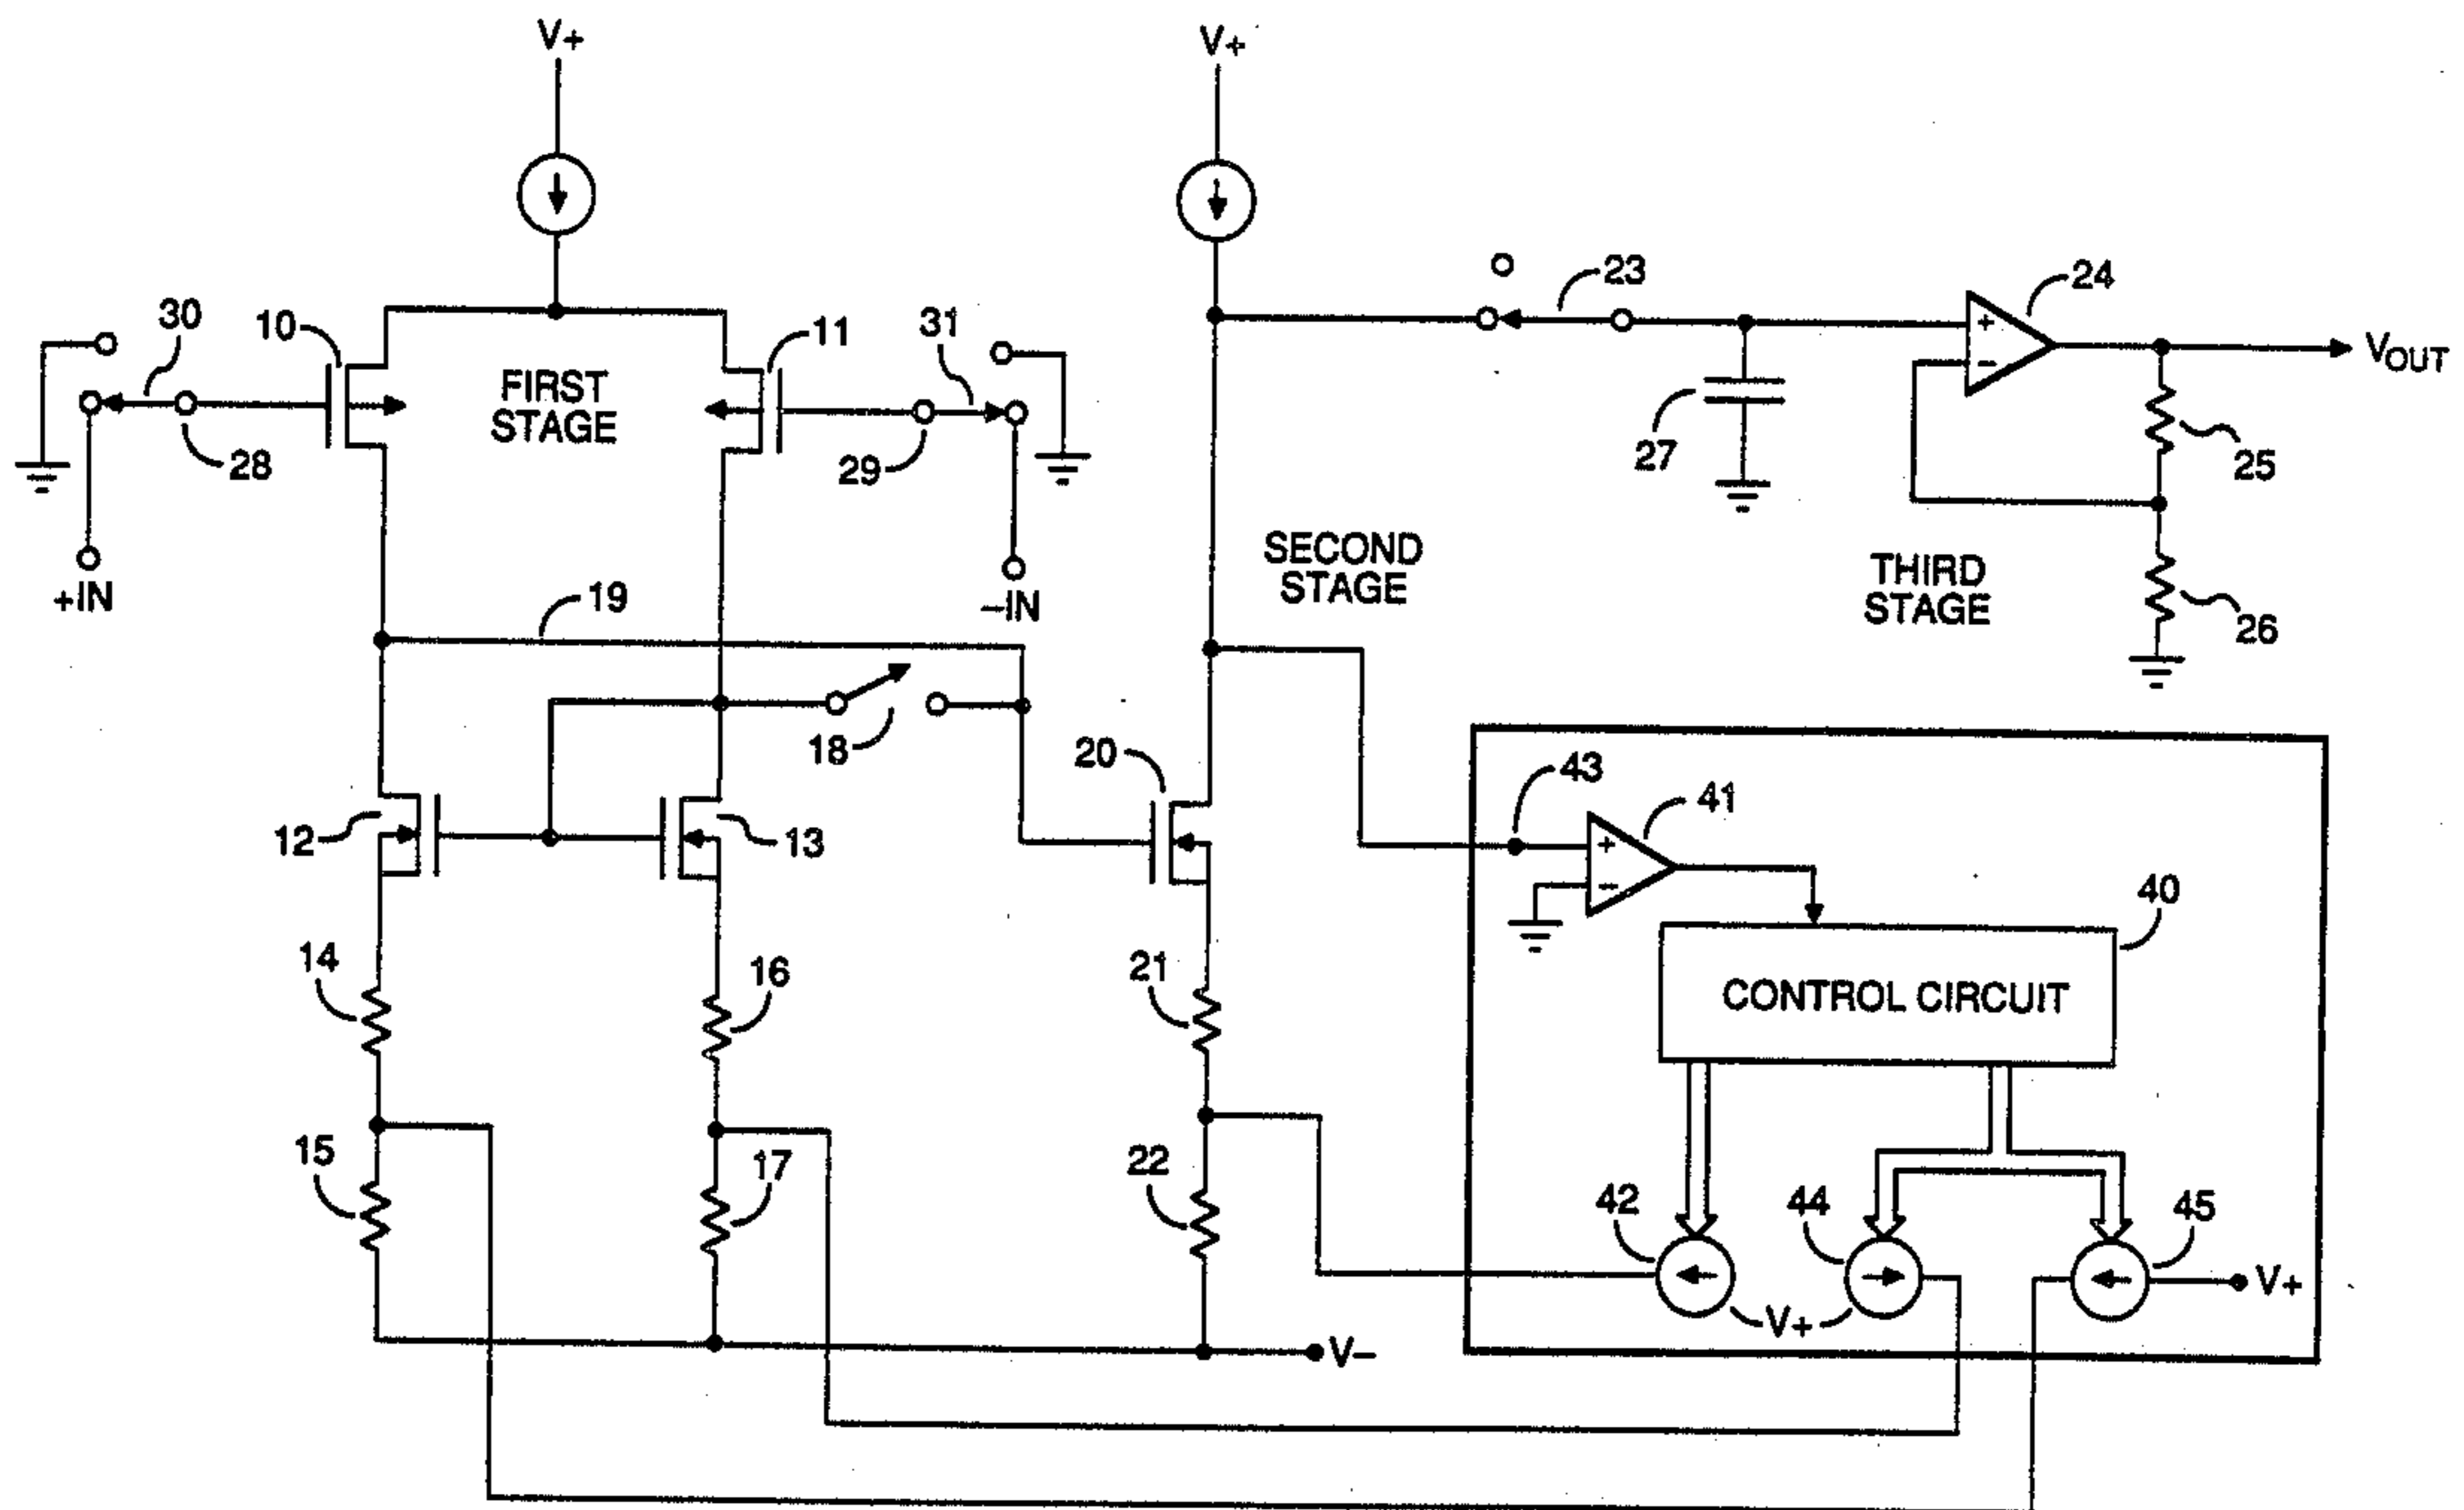 V+
V+
30
10
11
31
23
24
FIRST
STAGE
VOUT
28
29
27
25
+IN
-IN
19
SECOND
STAGE
THIRD
STAGE
26
18
20
43
41
12
13
40
14
16
21
CONTROL CIRCUIT
15
17
22
42
44
45
V+
V+
V-
+
-
+
-